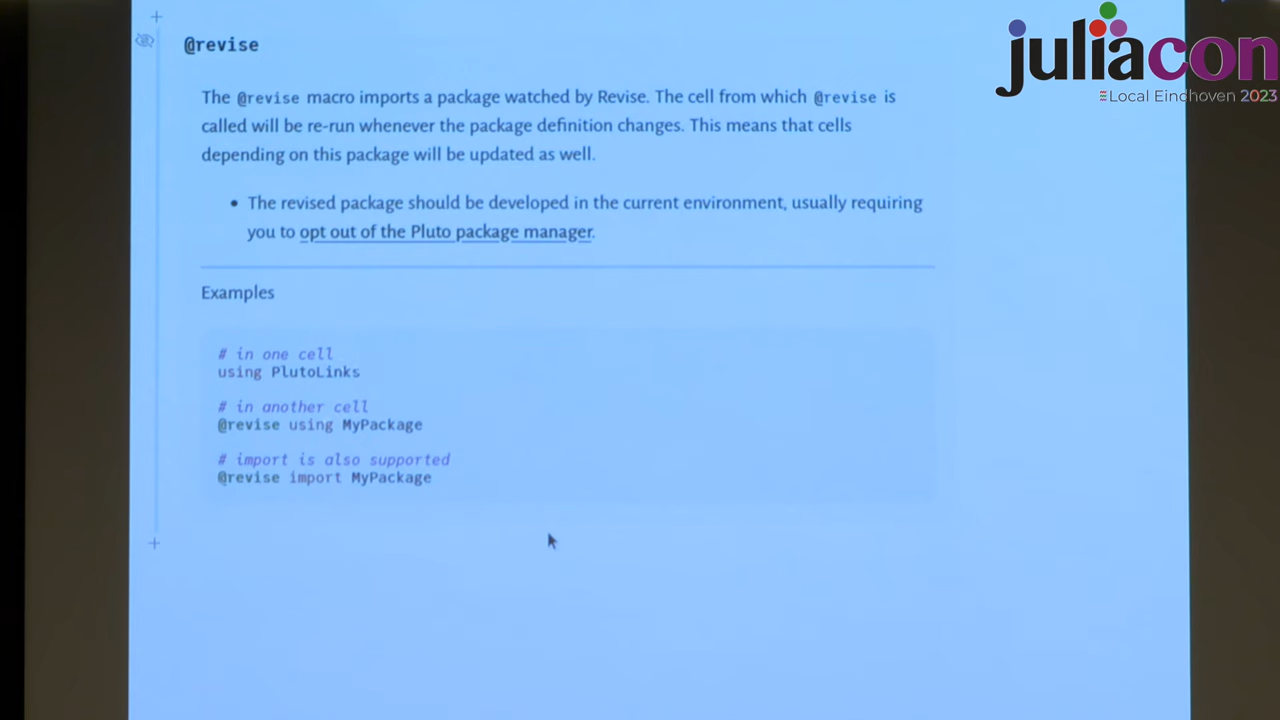 @revise
juliacon
Local Eindhoven 2023
The @revise macro imports a package watched by Revise. The cell from which @revise is
called will be re-run whenever the package definition changes. This means that cells
depending on this package will be updated as well.
• The revised package should be developed in the current environment, usually requiring
you to opt out of the Pluto package manager.
Examples
# in one cell
using PlutoLinks
# in another cell
@revise using MyPackage
# import is also supported
@revise import MyPackage